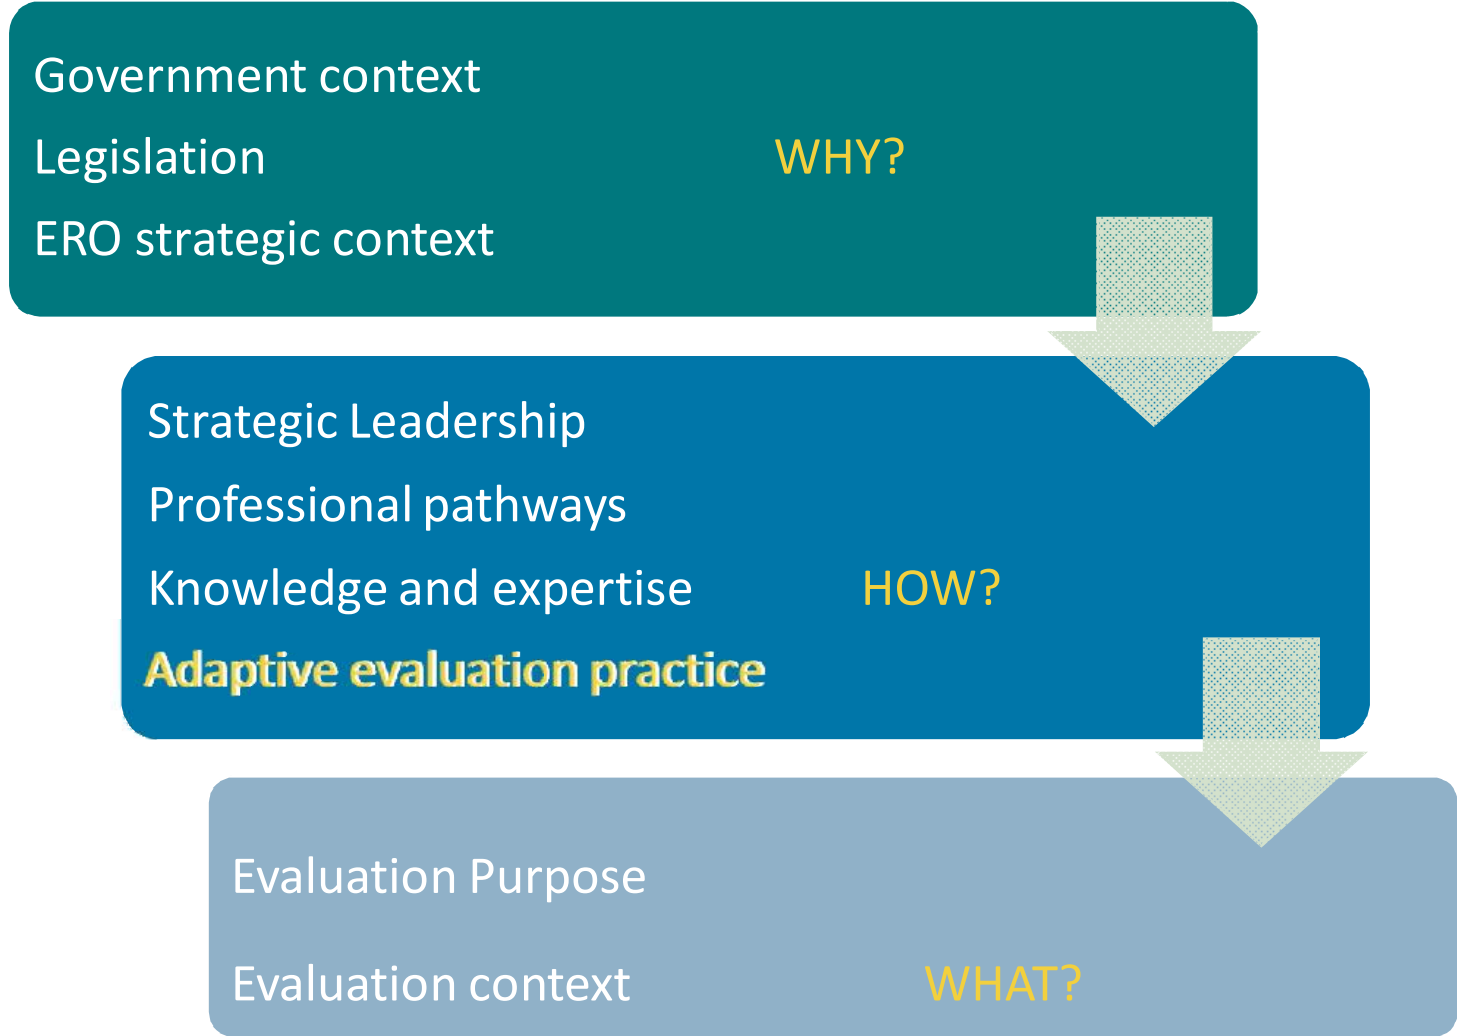 Government context
Legislation WHY?
ERO strategic context
Strategic Leadership
Professional pathways
Knowledge and expertise HOW?
Adaptive evaluation practice
Evaluation Purpose
Evaluation context WHAT?